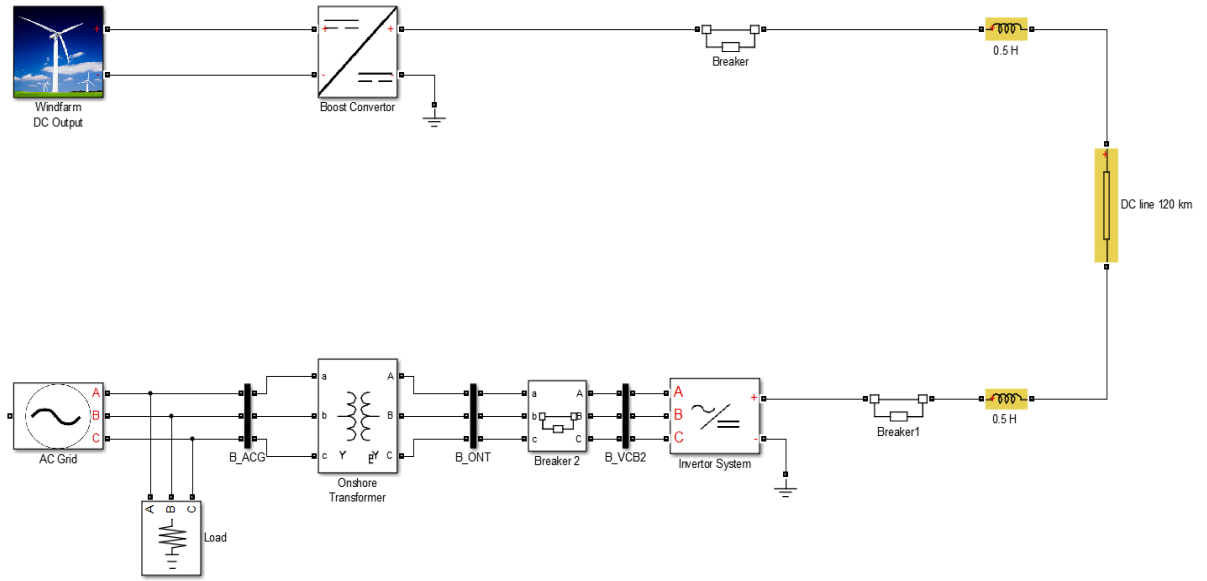 +
-
+
-
+
-
Windfarm
DC Output
Boost Convertor
Breaker
+
0.5 H
+
DC line 120 km
A
B
C
AC Grid
B_ACG
a
b
c
A
B
C
Y
Y
Onshore
Transformer
B_ONT
a
b
c
A
B
C
Breaker 2
B_VCB2
A
B
C
+
-
Invertor System
Breaker1
+
0.5 H
A
B
C
Load